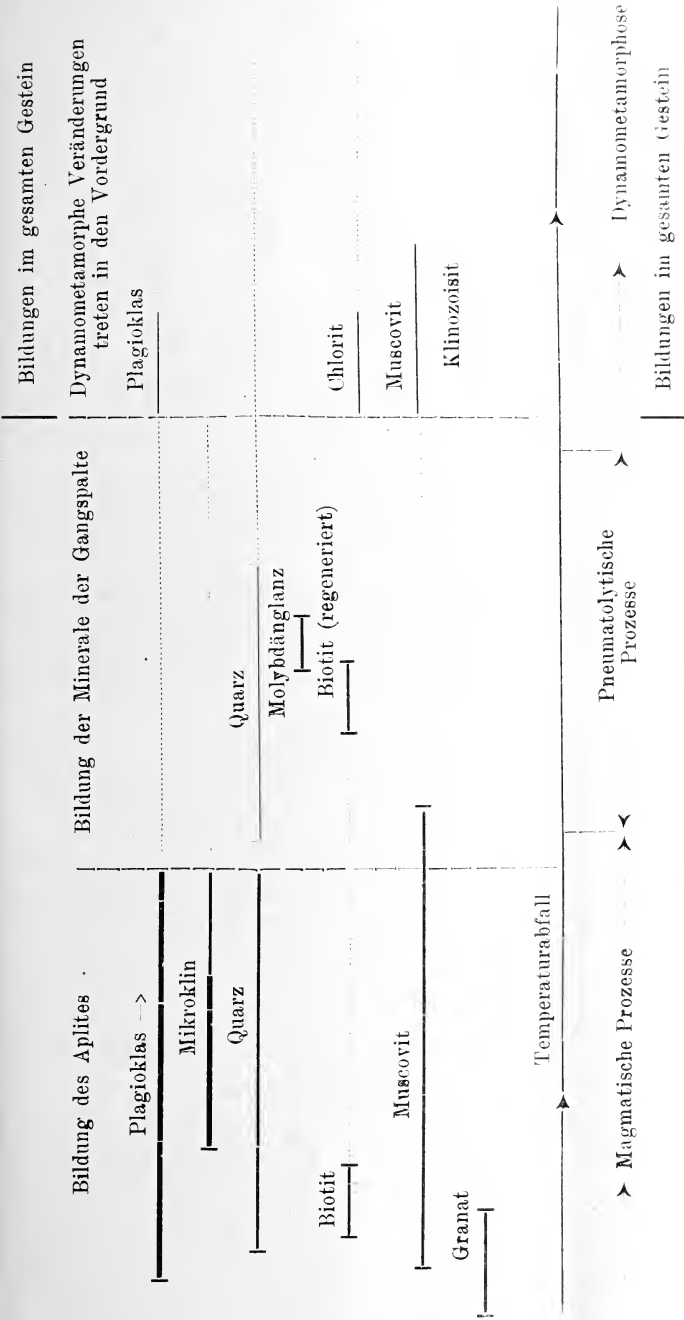 Bildung des Aplites
Bildung der Minerale der Gangspalte
Bildungen im gesamten Gestein
Dynamometamorphe Veränderungen
treten in den Vordergrund
Plagioklas -->
Plagioklas
Mikroklin
Quarz
Quarz
Molybdänglanz
Biotit
Biotit (regeneriert)
Chlorit
Muscovit
Muscovit
Granat
Klinozoisit
Temperaturabfall
Magmatische Prozesse
Pneumatolytische
Prozesse
Dynamometamorphose
Bildungen im gesamten Gestein